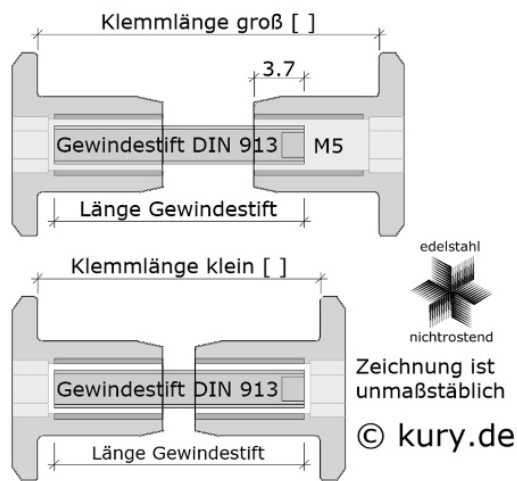 Klemmlänge groß [ ]
3.7
Gewindestift DIN 913
M5
Länge Gewindestift
Klemmlänge klein [ ]
edelstahl
nichtrostend
Gewindestift DIN 913
Zeichnung ist
unmaßstäblich
© kury.de
Länge Gewindestift